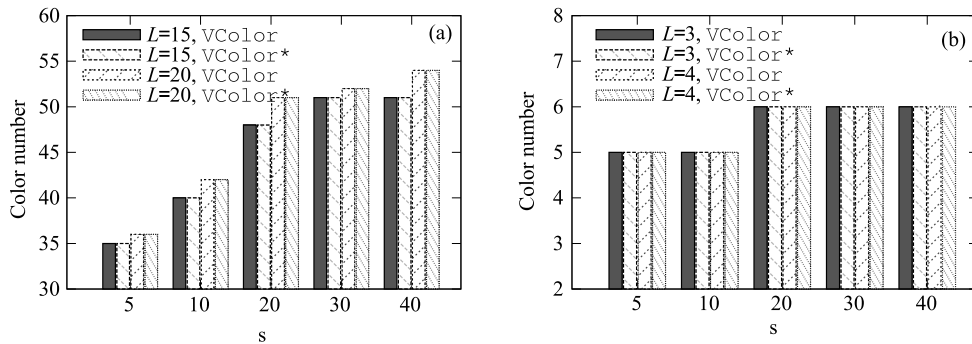 (a)
L=15, VColor
L=15, VColor*
L=20, VColor
L=20, VColor*
60
55
50
45
40
35
30
Color number
5 10 20 30 40
s
(b)
L=3, VColor
L=3, VColor*
L=4, VColor
L=4, VColor*
8
7
6
5
4
3
2
Color number
5 10 20 30 40
s